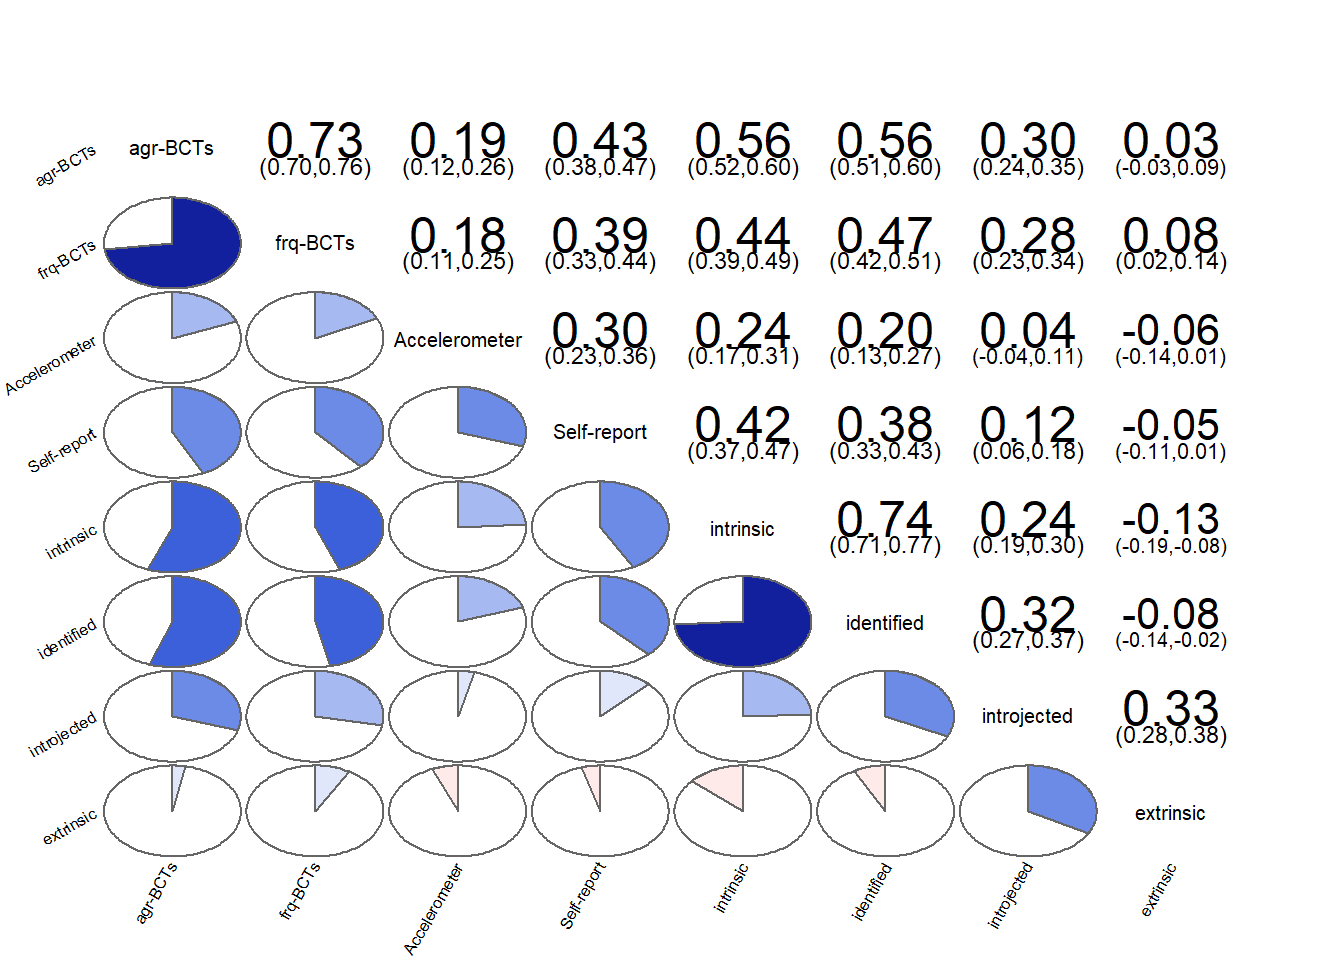 agr-BCTs agr-BCTs 0.73 0.19 0.43 0.56 0.56 0.30 0.03
(0.70,0.76) (0.12,0.26) (0.38,0.47) (0.52,0.60) (0.51,0.60) (0.24,0.35) (-0.03,0.09)
frq-BCTs frq-BCTs 0.18 0.39 0.44 0.47 0.28 0.08
(0.11,0.25) (0.33,0.44) (0.39,0.49) (0.42,0.51) (0.23,0.34) (0.02,0.14)
Accelerometer Accelerometer 0.30 0.24 0.20 0.04 -0.06
(0.23,0.36) (0.17,0.31) (0.13,0.27) (-0.04,0.11) (-0.14,0.01)
Self-report Self-report 0.42 0.38 0.12 -0.05
(0.37,0.47) (0.33,0.43) (0.06,0.18) (-0.11,0.01)
intrinsic intrinsic 0.74 0.24 -0.13
(0.71,0.77) (0.19,0.30) (-0.19,-0.08)
identified identified 0.32 -0.08
(0.27,0.37) (-0.14,-0.02)
introjected introjected 0.33
(0.28,0.38)
extrinsic extrinsic
agr-BCTs frq-BCTs Accelerometer Self-report intrinsic identified introjected extrinsic